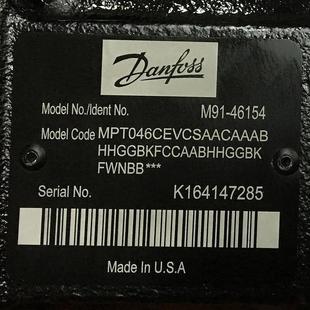 Danfoss
Model No./Ident No. M91-46154
Model Code MPT046CEVCSAACAAAB
HHGGBKFCCAABHHGGBK
FWNBB***
Serial No. K164147285
Made In U.S.A